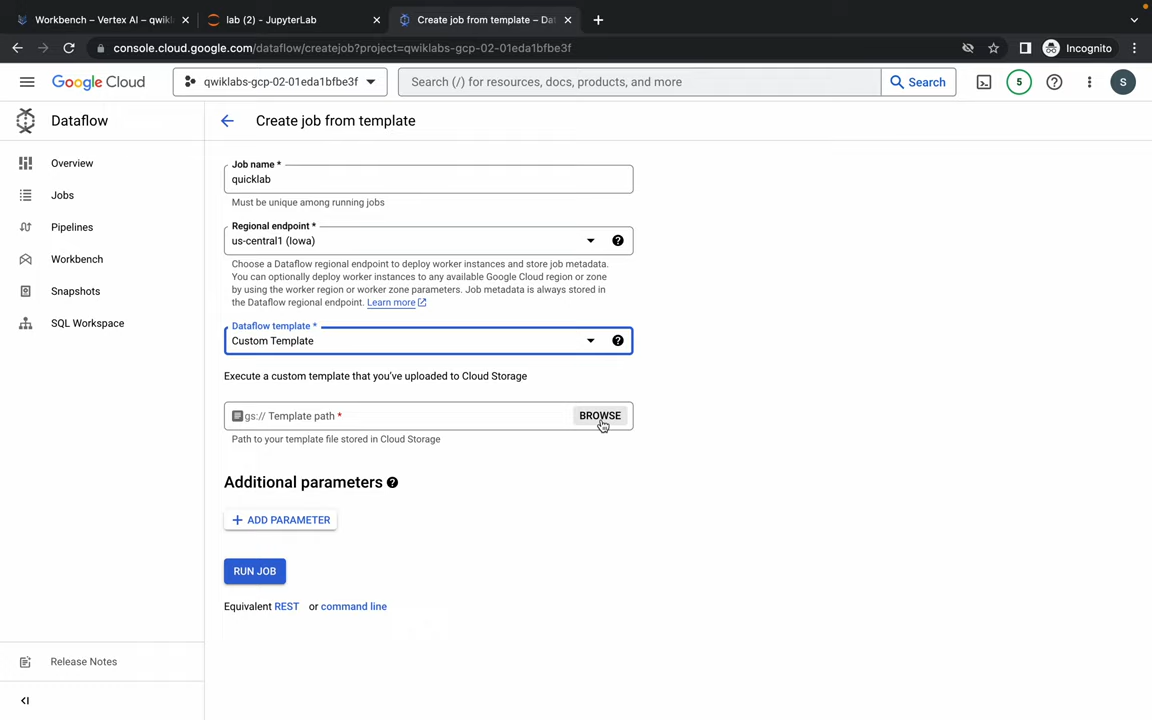 Workbench – Vertex AI – qwikl
lab (2) - JupyterLab
Create job from template – Dat
Incognito
console.cloud.google.com/dataflow/createjob?project=qwiklabs-gcp-02-01eda1bfbe3f
Google Cloud
qwiklabs-gcp-02-01eda1bfbe3f
Search (/) for resources, docs, products, and more
Search
5
S
Dataflow
Create job from template
Overview
Jobs
Pipelines
Workbench
Snapshots
SQL Workspace
Release Notes
Job name *
quicklab
Must be unique among running jobs
Regional endpoint *
us-central1 (Iowa)
Choose a Dataflow regional endpoint to deploy worker instances and store job metadata.
You can optionally deploy worker instances to any available Google Cloud region or zone
by using the worker region or worker zone parameters. Job metadata is always stored in
the Dataflow regional endpoint. Learn more
Dataflow template *
Custom Template
Execute a custom template that you've uploaded to Cloud Storage
gs:// Template path *
BROWSE
Path to your template file stored in Cloud Storage
Additional parameters
+ ADD PARAMETER
RUN JOB
Equivalent REST or command line